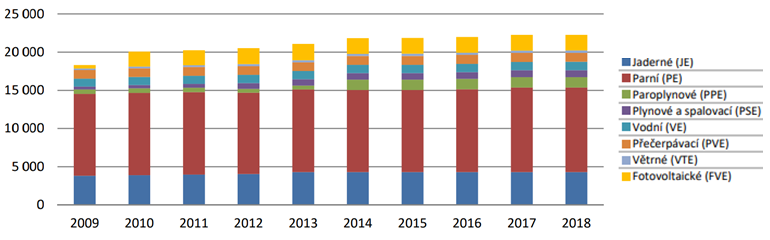 25 000
20 000
15 000
10 000
5 000
0
2009 2010 2011 2012 2013 2014 2015 2016 2017 2018
Jaderné (JE)
Parní (PE)
Paroplynové (PPE)
Plynové a spalovací (PSE)
Vodní (VE)
Přečerpávací (PVE)
Větrné (VTE)
Fotovoltaické (FVE)